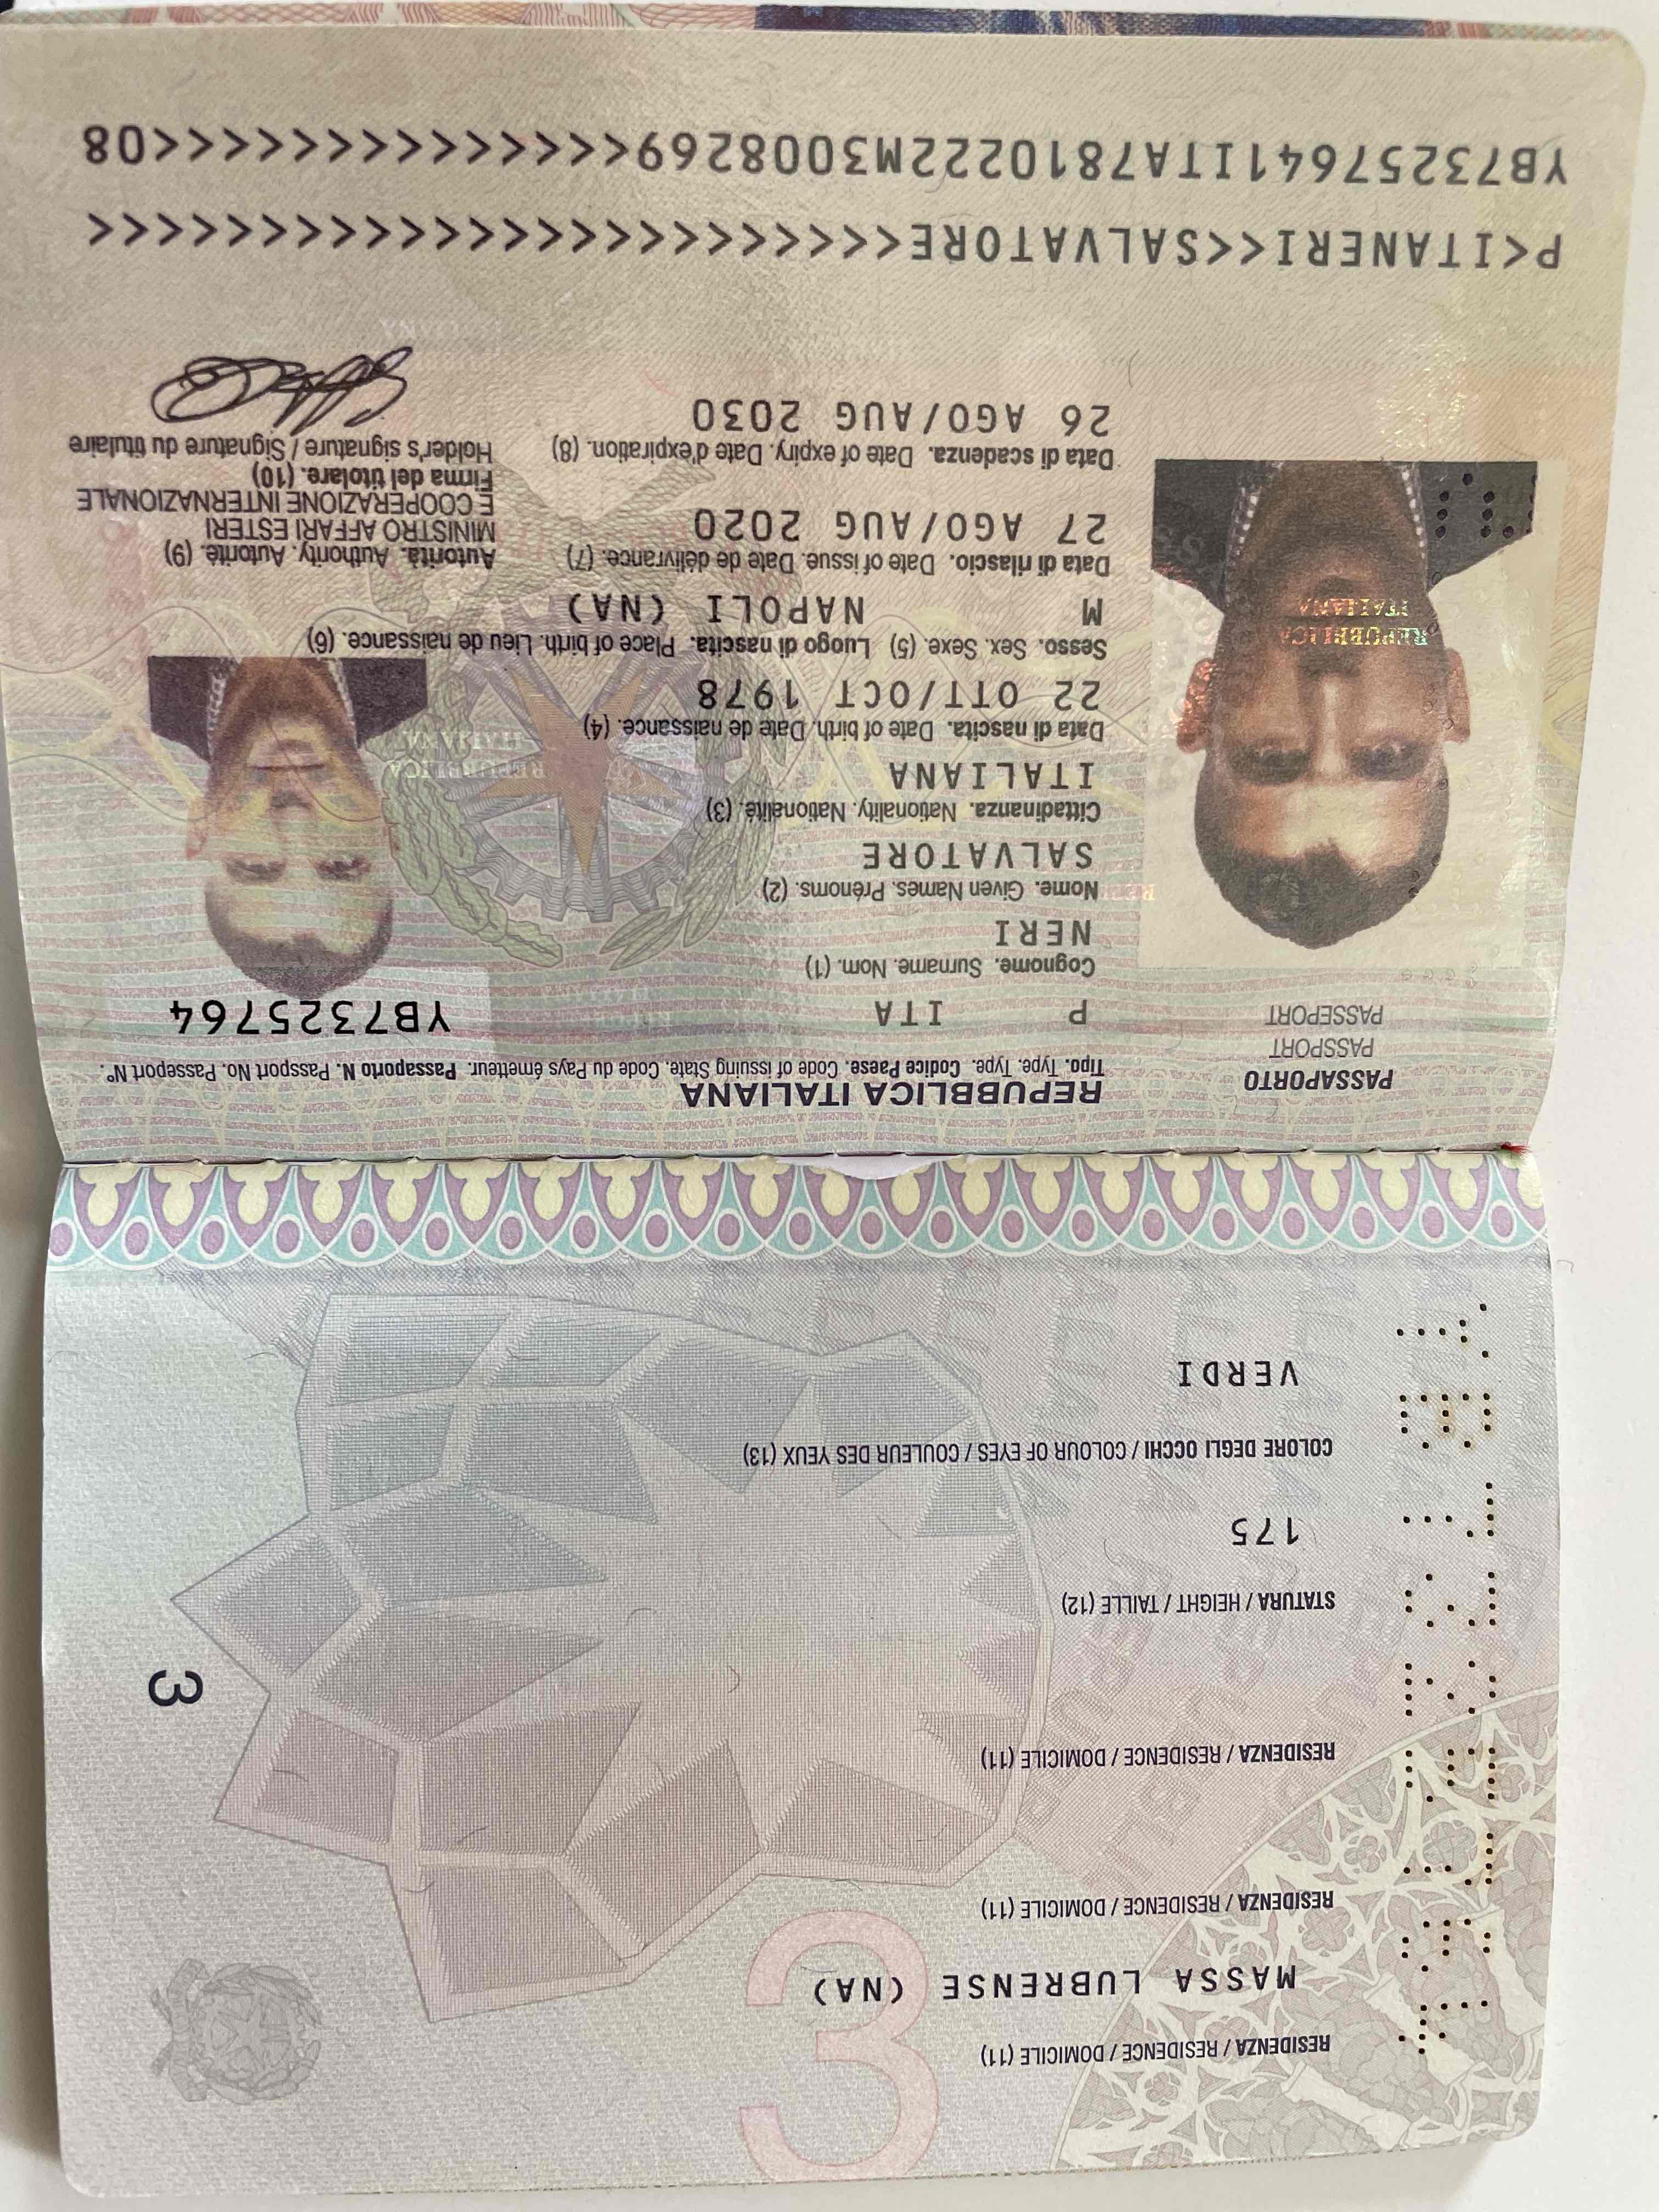 3
RESIDENZA / RESIDENCE / DOMICILE (11)
MASSA LUBRENSE (NA)
RESIDENZA / RESIDENCE / DOMICILE (11)
RESIDENZA / RESIDENCE / DOMICILE (11)
STATURA / HEIGHT / TAILLE (12)
175
COLORE DEGLI OCCHI / COLOUR OF EYES / COULEUR DES YEUX (13)
VERDI
3
YB7325764
REPUBBLICA ITALIANA
PASSAPORTO
PASSPORT
PASSEPORT
Tipo. Type. Type. Codice Paese. Code of issuing State. Code du Pays émetteur. Passaporto N. Passport No. Passeport N°.
P ITA YB7325764
Cognome. Surname. Nom. (1)
NERI
Nome. Given Names. Prénoms. (2)
SALVATORE
Cittadinanza. Nationality. Nationalité. (3)
ITALIANA
Data di nascita. Date of birth. Date de naissance. (4)
22 OTT/OCT 1978
Sesso. Sex. Sexe. (5) Luogo di nascita. Place of birth. Lieu de naissance. (6)
M NAPOLI (NA)
Data di rilascio. Date of issue. Date de délivrance. (7)
27 AGO/AUG 2020
Autorità. Authority. Autorité. (9)
MINISTRO AFFARI ESTERI
E COOPERAZIONE INTERNAZIONALE
Data di scadenza. Date of expiry. Date d'expiration. (8)
26 AGO/AUG 2030
Firma del titolare. (10)
Holder's signature / Signature du titulaire
REPUBBLICA
ITALIANA
REPUBBLICA
ITALIANA
P<ITANERI<<SALVATORE<<<<<<<<<<<<<<<<<<<<<<<<
YB73257641ITA7810222M3008269<<<<<<<<<<<<<<08